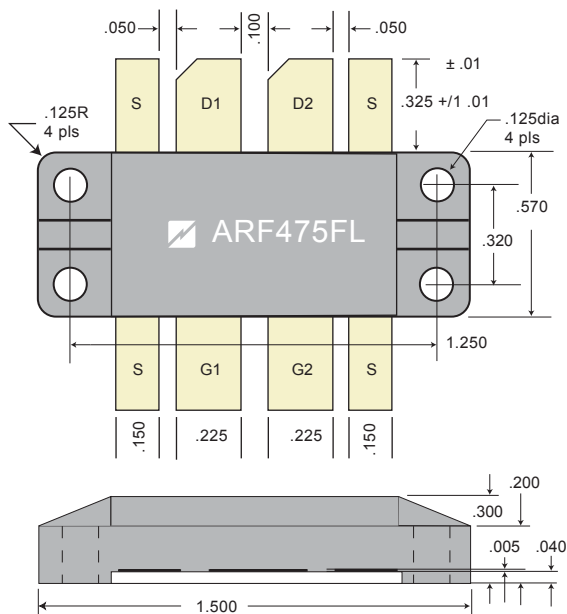 .050
.100
.050
± .01
S
D1
D2
S
.325 +/1 .01
.125R
4 pls
.125dia
4 pls
.570
.320
ARF475FL
1.250
S
G1
G2
S
.150
.225
.225
.150
.200
.300
.005
.040
1.500